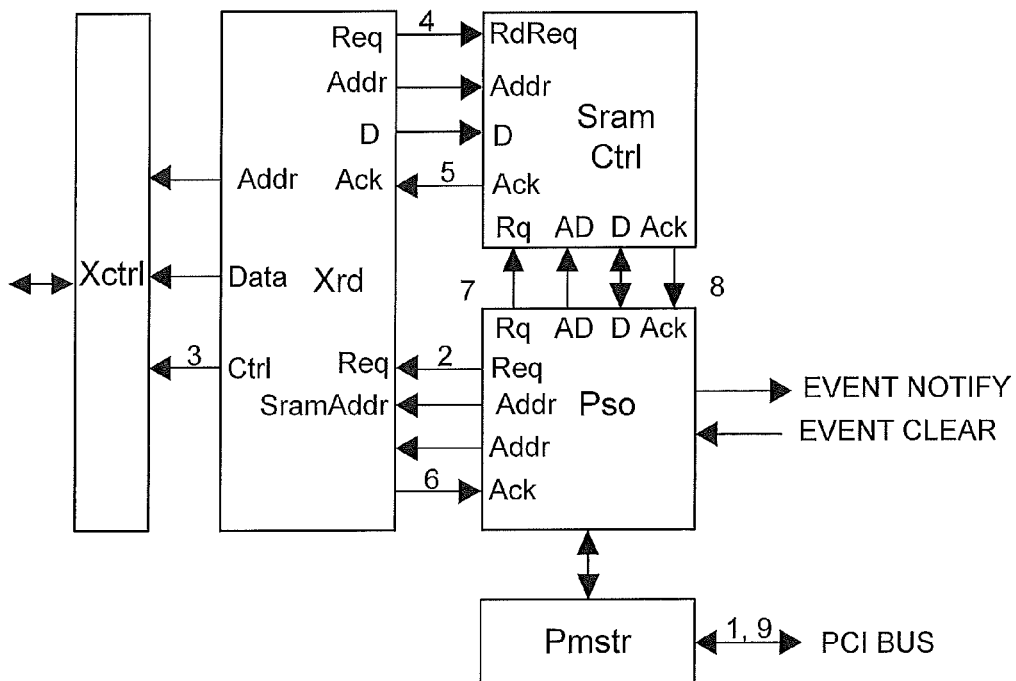 Req 4 RdReq
Addr Addr
D D
Sram
Ctrl
Addr Ack 5 Ack
Rq AD D Ack
Xctrl Data Xrd 7 8
Rq AD D Ack
3 Ctrl Req 2 Req
SramAddr Addr Pso EVENT NOTIFY
Addr EVENT CLEAR
6 Ack
Pmstr 1, 9 PCI BUS